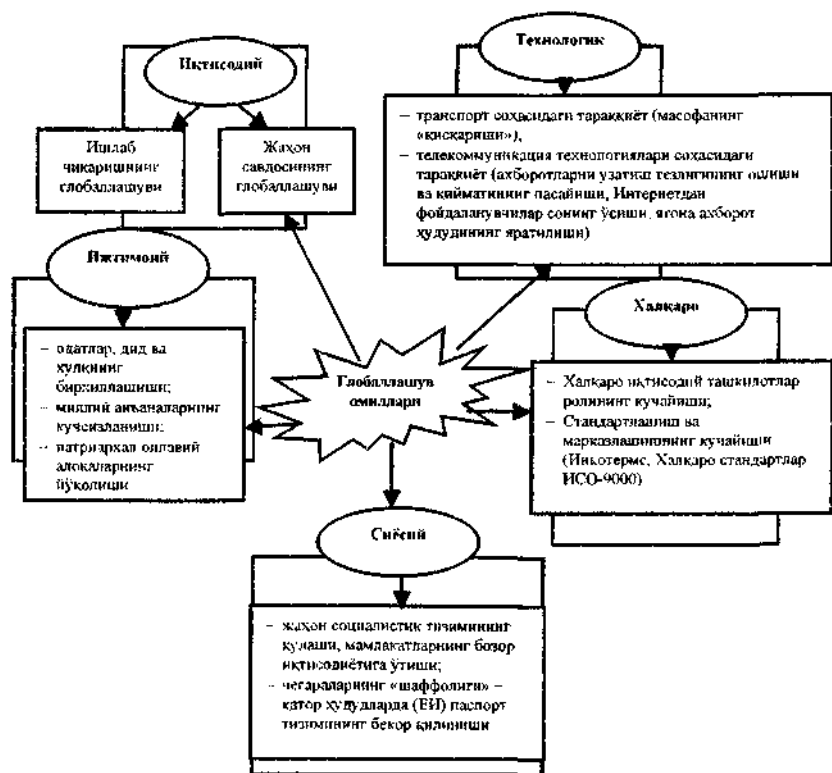 Иқтисодий
Ишлаб
чиқаришнинг
глобаллашуви
Жаҳон
савдосининг
глобаллашуви
Технологик
– транспорт соҳасидаги тараққиёт (масофанинг
«қисқариши»),
– телекоммуникация технологиялари соҳасидаги
тараққиёт (ахборотларни узатиш тезлигининг ошиши
ва қийматининг пасайиши, Интернетдан
фойдаланувчилар сонинг ўсиши, ягона ахборот
ҳудудининг яратилиши)
Ижтимоий
– одатлар, дид ва
хулқнинг
бирхиллашиши;
– миллий анъаналарнинг
кучсизланиши;
– патриархал оилавий
алоқаларнинг
йўқолиши
Глобаллашув
омиллари
Халқаро
– Халқаро иқтисодий ташкилотлар
ролининг кучайиши;
– Стандартлашиш ва
марказлашишнинг кучайиши
(Инкотермс, Халқаро стандартлар
ИСО-9000)
Сиёсий
– жаҳон социалистик тизимининг
қулаши, мамлакатларнинг бозор
иқтисодиётига ўтиши;
– чегараларнинг «шаффолиги» –
қатор ҳудудларда (ЕИ) паспорт
тизимининг бекор қилиниши